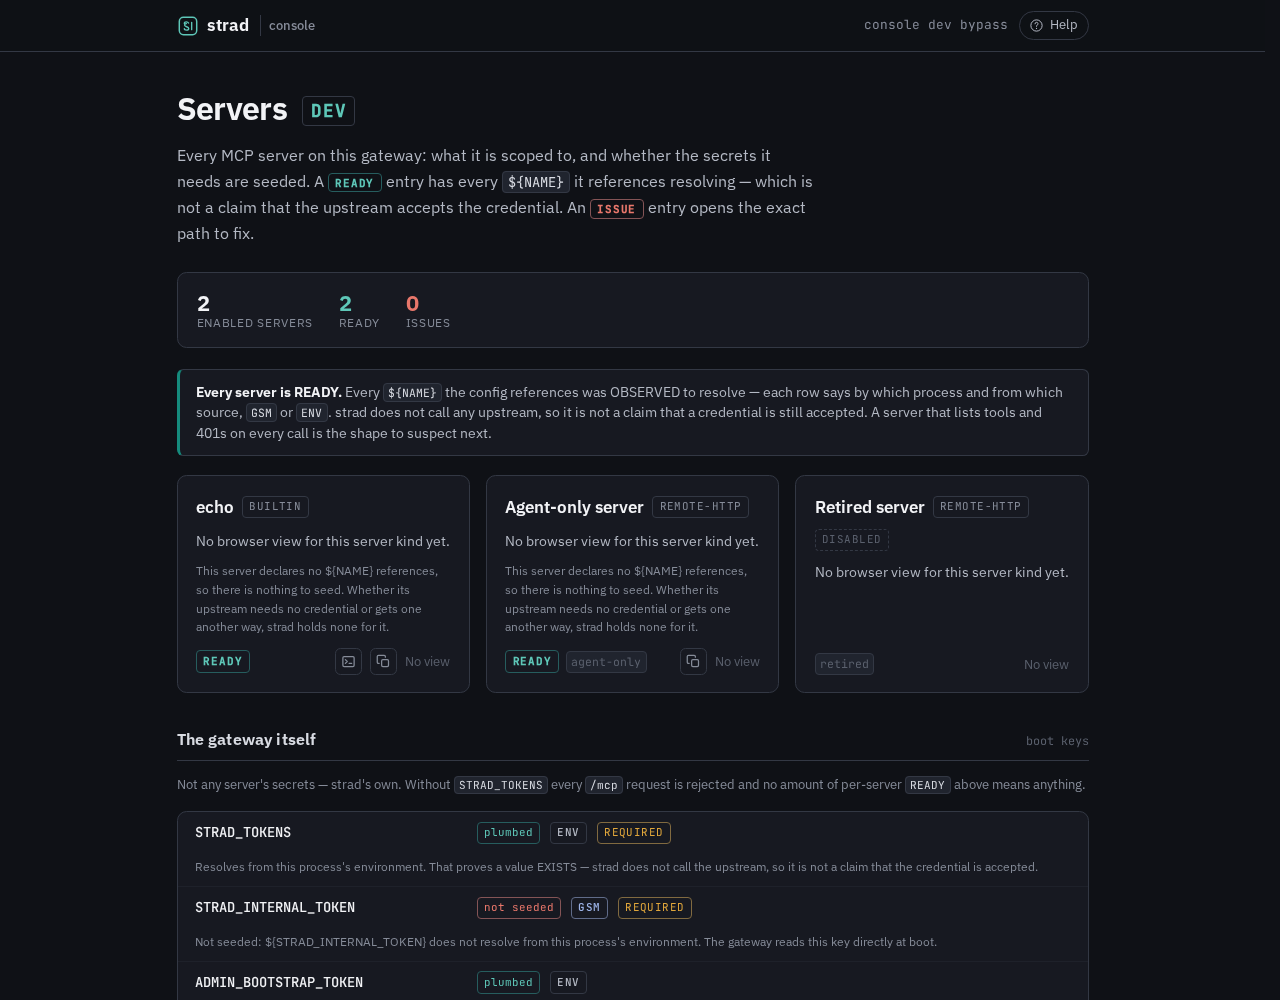 strad console
console dev bypass Help
Servers DEV
Every MCP server on this gateway: what it is scoped to, and whether the secrets it
needs are seeded. A READY entry has every ${NAME} it references resolving — which is
not a claim that the upstream accepts the credential. An ISSUE entry opens the exact
path to fix.
2 2 0
ENABLED SERVERS READY ISSUES
Every server is READY. Every ${NAME} the config references was OBSERVED to resolve — each row says by which process and from which
source, GSM or ENV. strad does not call any upstream, so it is not a claim that a credential is still accepted. A server that lists tools and
401s on every call is the shape to suspect next.
echo BUILTIN
No browser view for this server kind yet.
This server declares no ${NAME} references,
so there is nothing to seed. Whether its
upstream needs no credential or gets one
another way, strad holds none for it.
READY No view
Agent-only server REMOTE-HTTP
No browser view for this server kind yet.
This server declares no ${NAME} references,
so there is nothing to seed. Whether its
upstream needs no credential or gets one
another way, strad holds none for it.
READY agent-only No view
Retired server REMOTE-HTTP
DISABLED
No browser view for this server kind yet.
retired No view
The gateway itself boot keys
Not any server's secrets — strad's own. Without STRAD_TOKENS every /mcp request is rejected and no amount of per-server READY above means anything.
STRAD_TOKENS plumbed ENV REQUIRED
Resolves from this process's environment. That proves a value EXISTS — strad does not call the upstream, so it is not a claim that the credential is accepted.
STRAD_INTERNAL_TOKEN not seeded GSM REQUIRED
Not seeded: ${STRAD_INTERNAL_TOKEN} does not resolve from this process's environment. The gateway reads this key directly at boot.
ADMIN_BOOTSTRAP_TOKEN plumbed ENV